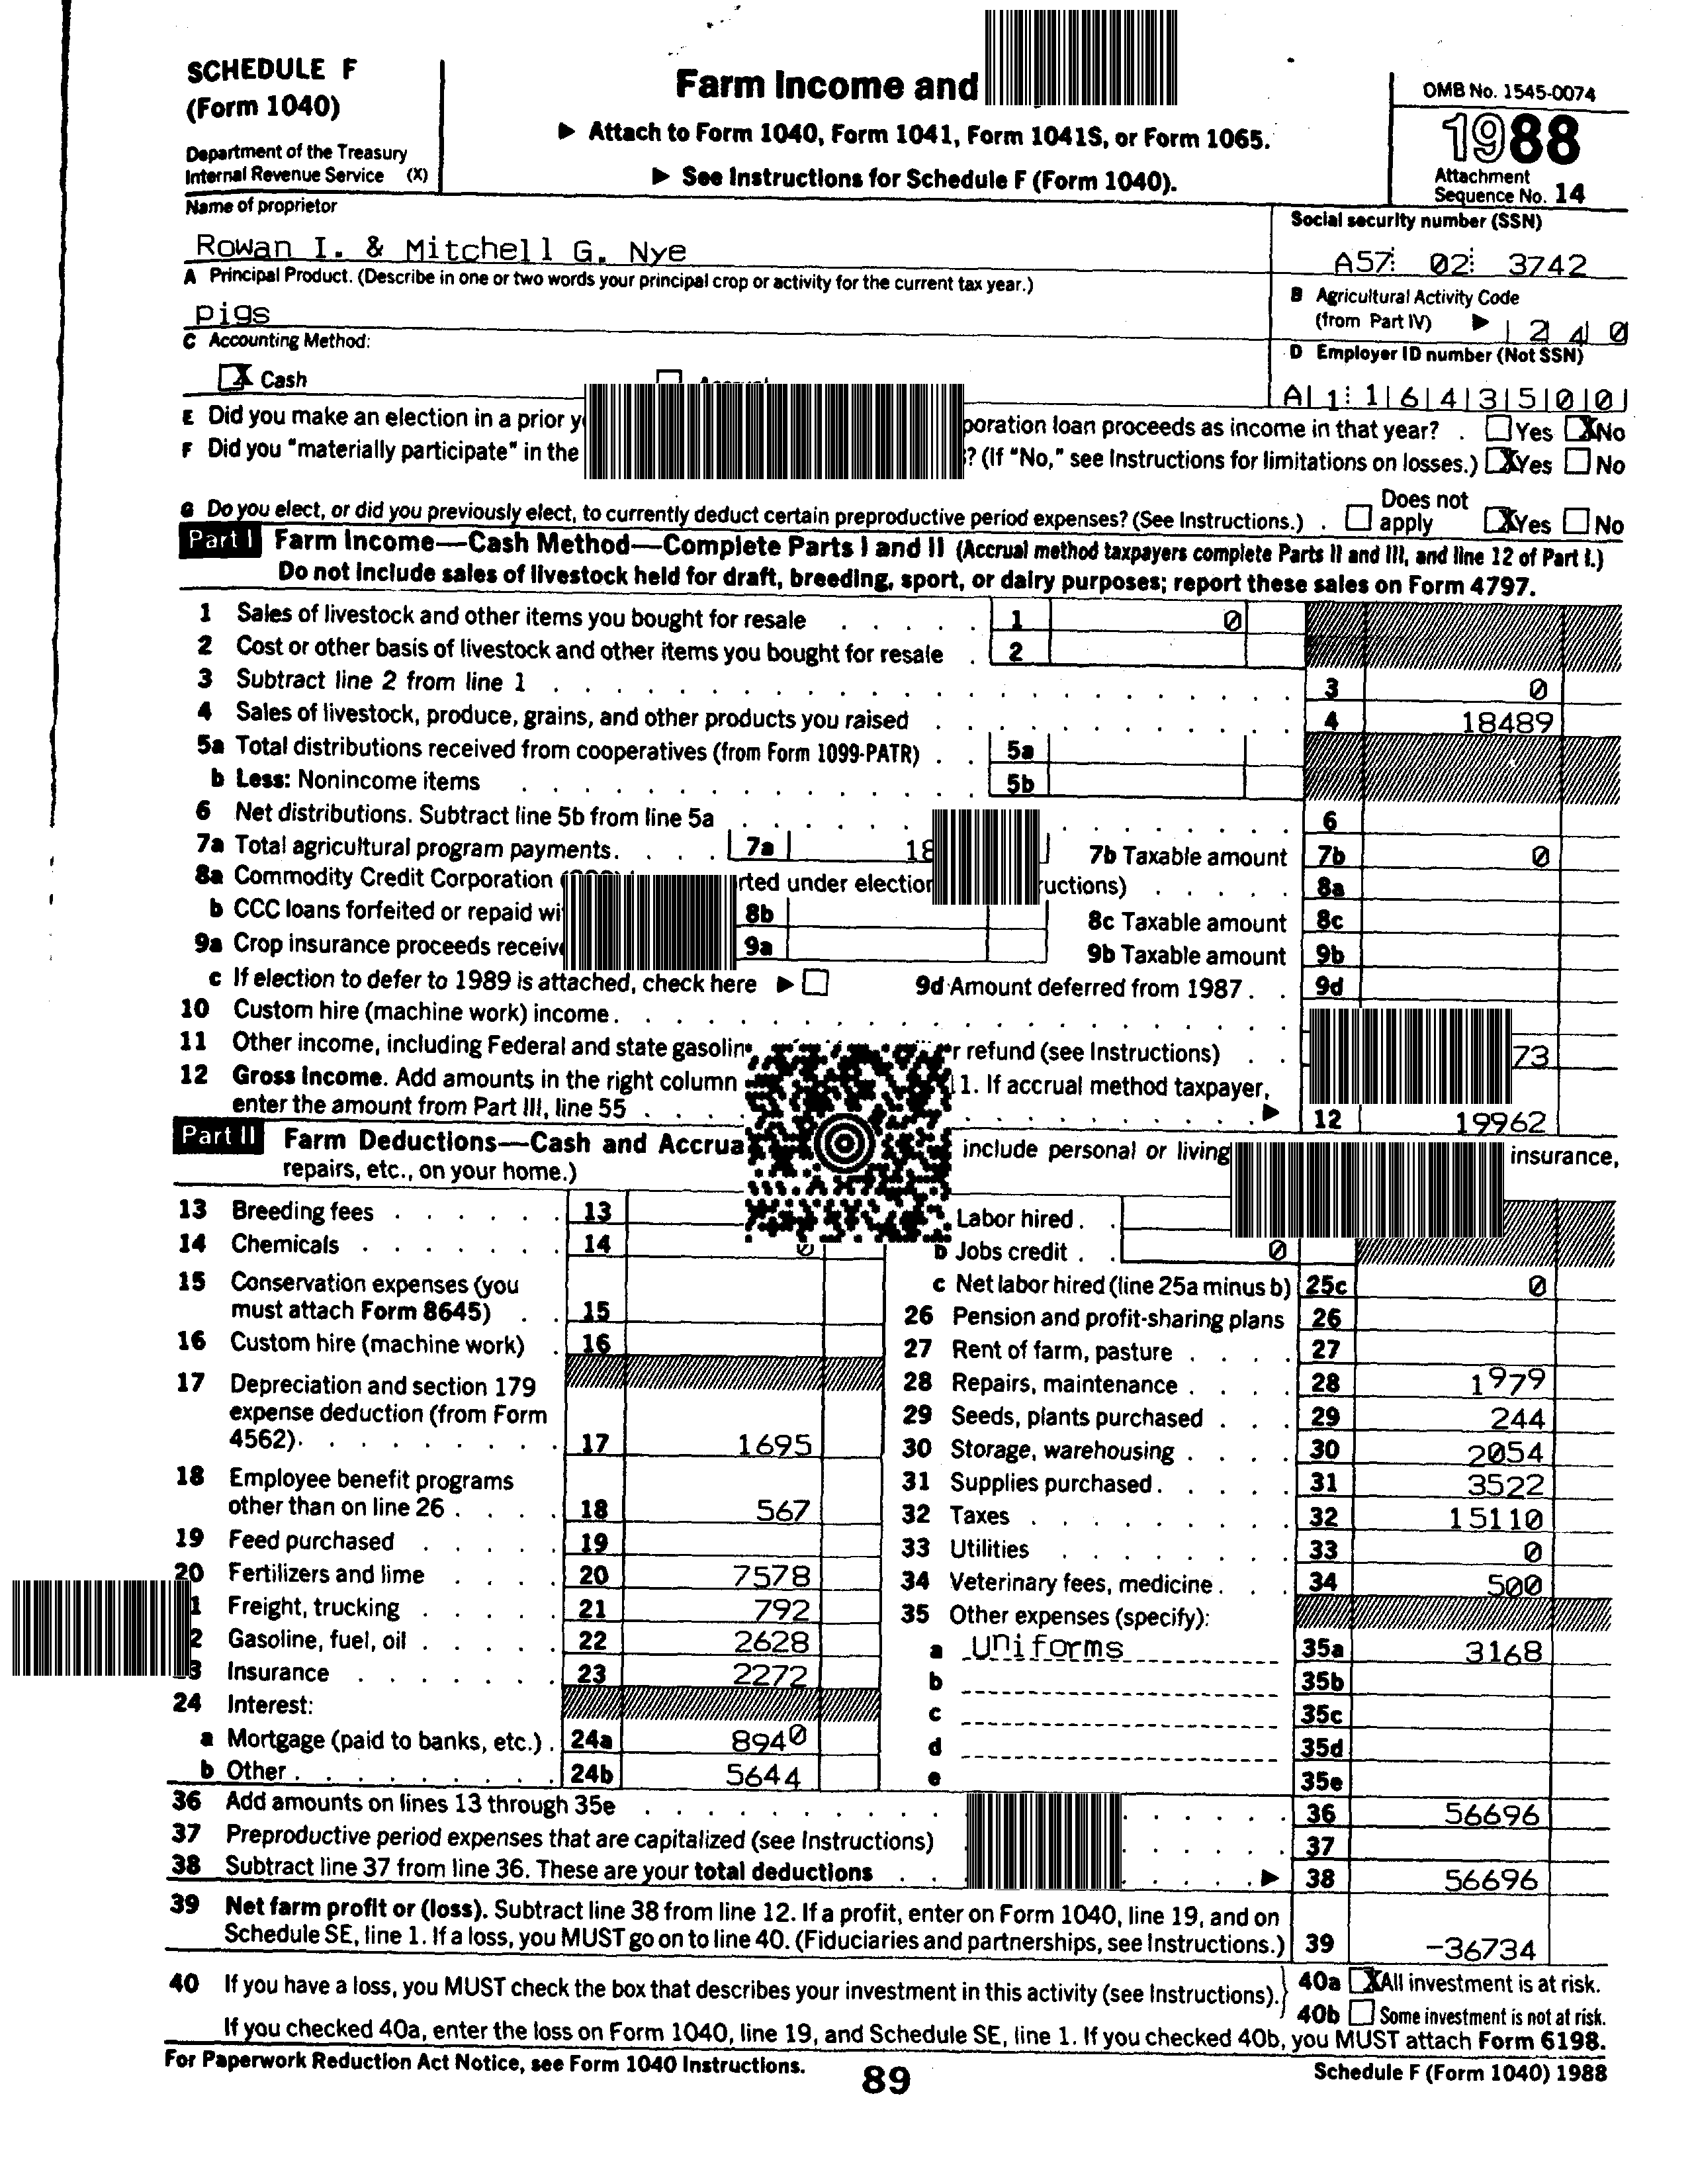 SCHEDULE F
(Form 1040)
Department of the Treasury
Internal Revenue Service (X)
Farm Income and
▶ Attach to Form 1040, Form 1041, Form 1041S, or Form 1065.
▶ See Instructions for Schedule F (Form 1040).
OMB No. 1545-0074
1988
Attachment
Sequence No. 14
Name of proprietor
Rowan I. & Mitchell G. Nye
Social security number (SSN)
A57 02 3742
A Principal Product. (Describe in one or two words your principal crop or activity for the current tax year.)
pigs
B Agricultural Activity Code
(from Part IV) ▶ 240
C Accounting Method:
X Cash
D Employer ID number (Not SSN)
A11643500
E Did you make an election in a prior poration loan proceeds as income in that year? . Yes X No
F Did you "materially participate" in the ? (If "No," see Instructions for limitations on losses.) X Yes No
G Do you elect, or did you previously elect, to currently deduct certain preproductive period expenses? (See Instructions.) . Does not apply X Yes No
Part I Farm Income—Cash Method—Complete Parts I and II (Accrual method taxpayers complete Parts II and III, and line 12 of Part I.)
Do not include sales of livestock held for draft, breeding, sport, or dairy purposes; report these sales on Form 4797.
1 Sales of livestock and other items you bought for resale 1 0
2 Cost or other basis of livestock and other items you bought for resale 2
3 Subtract line 2 from line 1 3 0
4 Sales of livestock, produce, grains, and other products you raised 4 18489
5a Total distributions received from cooperatives (from Form 1099-PATR) 5a
b Less: Nonincome items 5b
6 Net distributions. Subtract line 5b from line 5a 6
7a Total agricultural program payments. 7a 18 7b Taxable amount 7b 0
8a Commodity Credit Corporation rted under election uctions) 8a
b CCC loans forfeited or repaid 8b 8c Taxable amount 8c
9a Crop insurance proceeds 9a 9b Taxable amount 9b
c If election to defer to 1989 is attached, check here ▶ 9d Amount deferred from 1987 . . 9d
10 Custom hire (machine work) income.
11 Other income, including Federal and state refund (see Instructions) 73
12 Gross income. Add amounts in the right column 1. If accrual method taxpayer,
enter the amount from Part III, line 55 ▶ 12 19962
Part II Farm Deductions—Cash and include personal or living insurance,
repairs, etc., on your home.)
13 Breeding fees 13
14 Chemicals 14 0
15 Conservation expenses (you
must attach Form 8645) 15
16 Custom hire (machine work) 16
17 Depreciation and section 179
expense deduction (from Form
4562). 17 1695
18 Employee benefit programs
other than on line 26 18 567
19 Feed purchased 19
20 Fertilizers and lime 20 7578
1 Freight, trucking 21 792
2 Gasoline, fuel, oil 22 2628
3 Insurance 23 2272
24 Interest:
a Mortgage (paid to banks, etc.) 24a 8940
b Other 24b 5644
Labor hired
b Jobs credit 0
c Net labor hired (line 25a minus b) 25c 0
26 Pension and profit-sharing plans 26
27 Rent of farm, pasture 27
28 Repairs, maintenance 28 1979
29 Seeds, plants purchased 29 244
30 Storage, warehousing 30 2054
31 Supplies purchased 31 3522
32 Taxes 32 15110
33 Utilities 33 0
34 Veterinary fees, medicine 34 500
35 Other expenses (specify):
a uniforms 35a 3168
b 35b
c 35c
d 35d
e 35e
36 Add amounts on lines 13 through 35e 36 56696
37 Preproductive period expenses that are capitalized (see Instructions) 37
38 Subtract line 37 from line 36. These are your total deductions ▶ 38 56696
39 Net farm profit or (loss). Subtract line 38 from line 12. If a profit, enter on Form 1040, line 19, and on
Schedule SE, line 1. If a loss, you MUST go on to line 40. (Fiduciaries and partnerships, see Instructions.) 39 -36734
40 If you have a loss, you MUST check the box that describes your investment in this activity (see Instructions). 40a X All investment is at risk.
40b Some investment is not at risk.
If you checked 40a, enter the loss on Form 1040, line 19, and Schedule SE, line 1. If you checked 40b, you MUST attach Form 6198.
For Paperwork Reduction Act Notice, see Form 1040 Instructions.
89
Schedule F (Form 1040) 1988